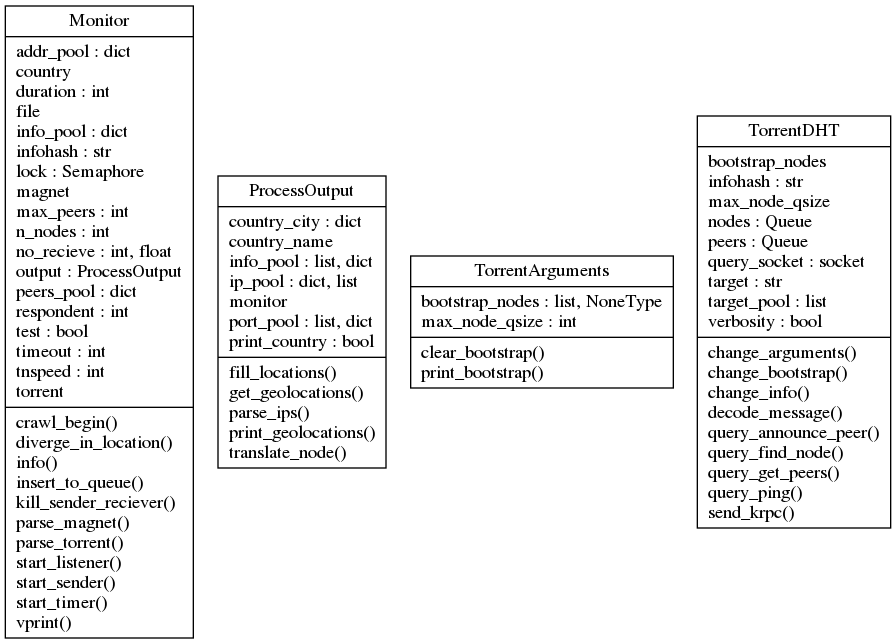 Monitor
addr_pool : dict
country
duration : int
file
info_pool : dict
infohash : str
lock : Semaphore
magnet
max_peers : int
n_nodes : int
no_recieve : int, float
output : ProcessOutput
peers_pool : dict
respondent : int
test : bool
timeout : int
tnspeed : int
torrent
crawl_begin()
diverge_in_location()
info()
insert_to_queue()
kill_sender_reciever()
parse_magnet()
parse_torrent()
start_listener()
start_sender()
start_timer()
vprint()
ProcessOutput
country_city : dict
country_name
info_pool : list, dict
ip_pool : dict, list
monitor
port_pool : list, dict
print_country : bool
fill_locations()
get_geolocations()
parse_ips()
print_geolocations()
translate_node()
TorrentArguments
bootstrap_nodes : list, NoneType
max_node_qsize : int
clear_bootstrap()
print_bootstrap()
TorrentDHT
bootstrap_nodes
infohash : str
max_node_qsize
nodes : Queue
peers : Queue
query_socket : socket
target : str
target_pool : list
verbosity : bool
change_arguments()
change_bootstrap()
change_info()
decode_message()
query_announce_peer()
query_find_node()
query_get_peers()
query_ping()
send_krpc()